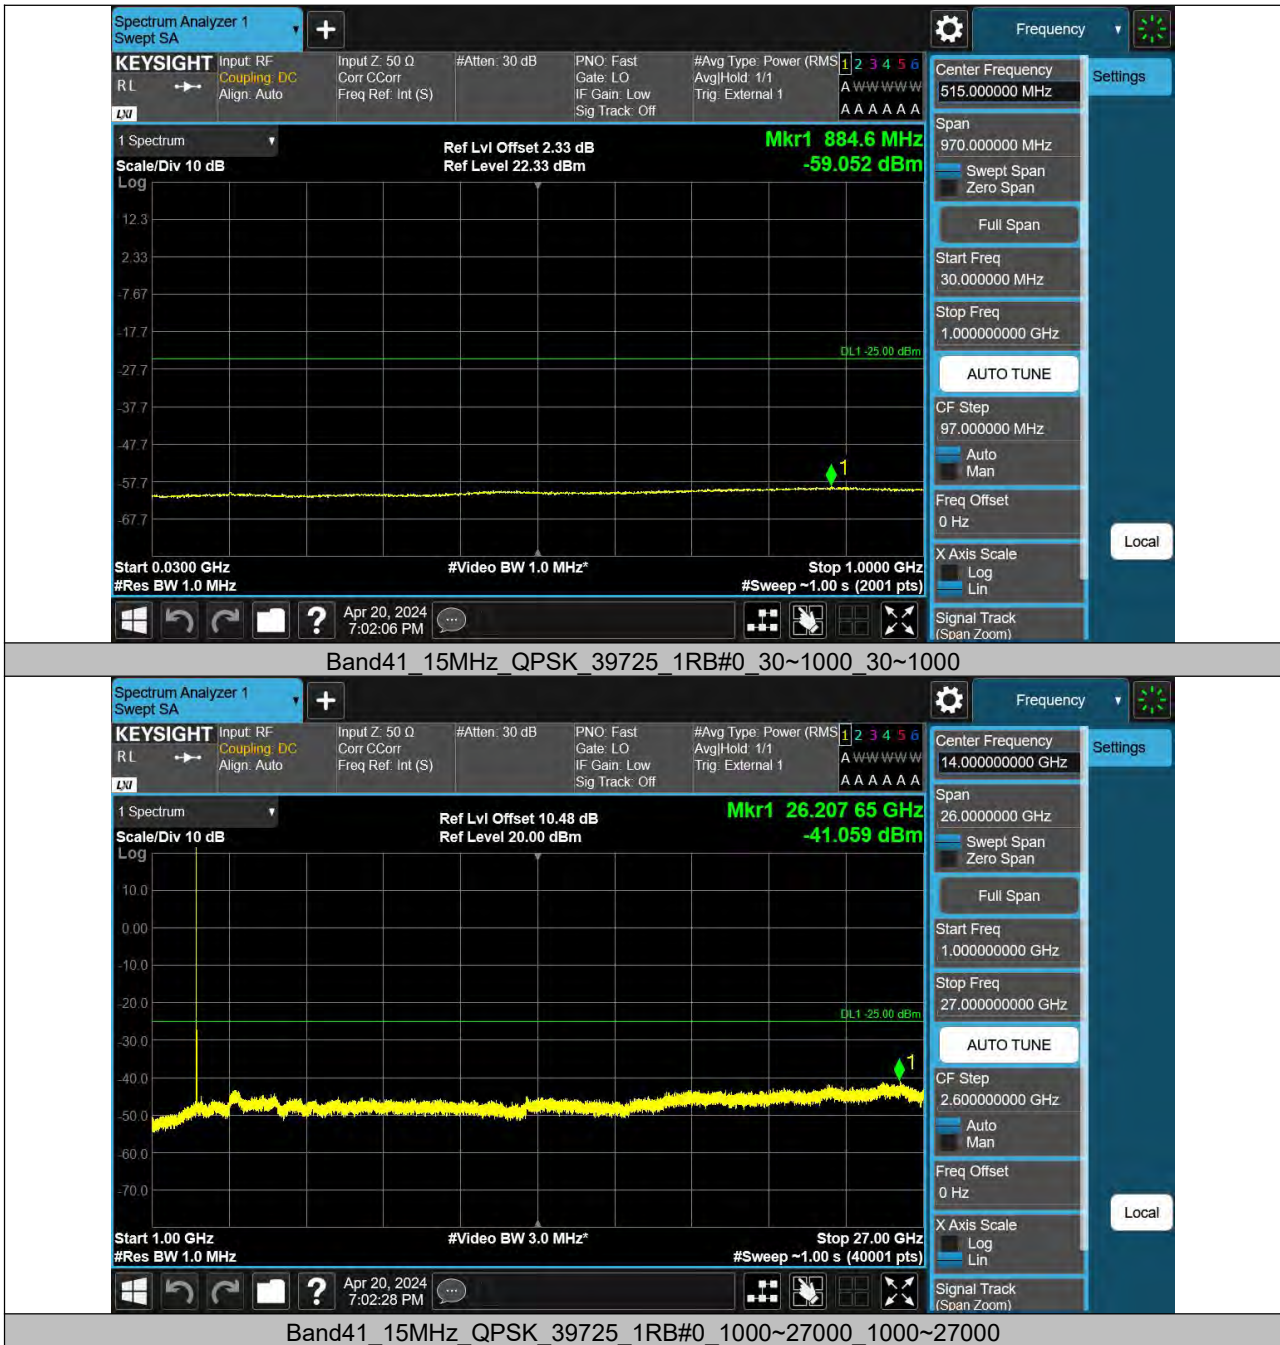 Spectrum Analyzer 1
Swept SA
Frequency
KEYSIGHT
RL
LXI
Input: RF
Coupling: DC
Align: Auto
Input Z: 50 Ω
Corr CCorr
Freq Ref: Int (S)
#Atten: 30 dB
PNO: Fast
Gate: LO
IF Gain: Low
Sig Track: Off
#Avg Type: Power (RMS
Avg|Hold: 1/1
Trig: External 1
1 2 3 4 5 6
A W W W W W
A A A A A A
Center Frequency
515.000000 MHz
Settings
1 Spectrum
Scale/Div 10 dB
Ref Lvl Offset 2.33 dB
Ref Level 22.33 dBm
Mkr1 884.6 MHz
-59.052 dBm
Span
970.000000 MHz
Swept Span
Zero Span
Full Span
Start Freq
30.000000 MHz
Stop Freq
1.000000000 GHz
AUTO TUNE
CF Step
97.000000 MHz
Auto
Man
Freq Offset
0 Hz
X Axis Scale
Log
Lin
Signal Track
(Span Zoom)
Local
Log
12.3
2.33
-7.67
-17.7
-27.7
-37.7
-47.7
-57.7
-67.7
DL1 -25.00 dBm
1
Start 0.0300 GHz
#Res BW 1.0 MHz
#Video BW 1.0 MHz*
Stop 1.0000 GHz
#Sweep ~1.00 s (2001 pts)
?
Apr 20, 2024
7:02:06 PM
Band41_15MHz_QPSK_39725_1RB#0_30~1000_30~1000
Spectrum Analyzer 1
Swept SA
Frequency
KEYSIGHT
RL
LXI
Input: RF
Coupling: DC
Align: Auto
Input Z: 50 Ω
Corr CCorr
Freq Ref: Int (S)
#Atten: 30 dB
PNO: Fast
Gate: LO
IF Gain: Low
Sig Track: Off
#Avg Type: Power (RMS
Avg|Hold: 1/1
Trig: External 1
1 2 3 4 5 6
A W W W W W
A A A A A A
Center Frequency
14.000000000 GHz
Settings
1 Spectrum
Scale/Div 10 dB
Ref Lvl Offset 10.48 dB
Ref Level 20.00 dBm
Mkr1 26.207 65 GHz
-41.059 dBm
Span
26.0000000 GHz
Swept Span
Zero Span
Full Span
Start Freq
1.000000000 GHz
Stop Freq
27.000000000 GHz
AUTO TUNE
CF Step
2.600000000 GHz
Auto
Man
Freq Offset
0 Hz
X Axis Scale
Log
Lin
Signal Track
(Span Zoom)
Local
Log
10.0
0.00
-10.0
-20.0
-30.0
-40.0
-50.0
-60.0
-70.0
DL1 -25.00 dBm
1
Start 1.00 GHz
#Res BW 1.0 MHz
#Video BW 3.0 MHz*
Stop 27.00 GHz
#Sweep ~1.00 s (40001 pts)
?
Apr 20, 2024
7:02:28 PM
Band41_15MHz_QPSK_39725_1RB#0_1000~27000_1000~27000